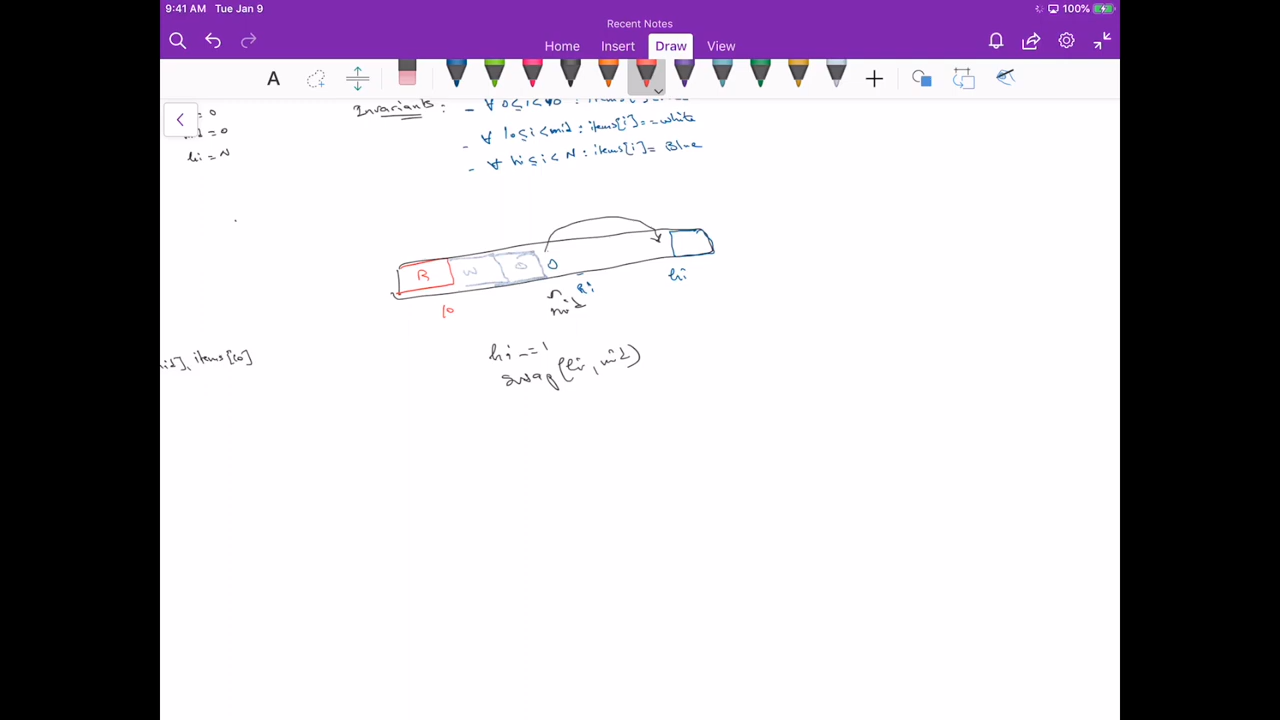 9:41 AM Tue Jan 9
100%
Recent Notes
Home Insert Draw View
A
= 0
Invariants :
mid = 0
hi = N
- ∀ lo ≤ i < mid : items[i] == white
- ∀ hi ≤ i < N : items[i] = Blue
R W
lo
mid
hi
hi -= 1
swap(hi, mid)
mid], items[lo]